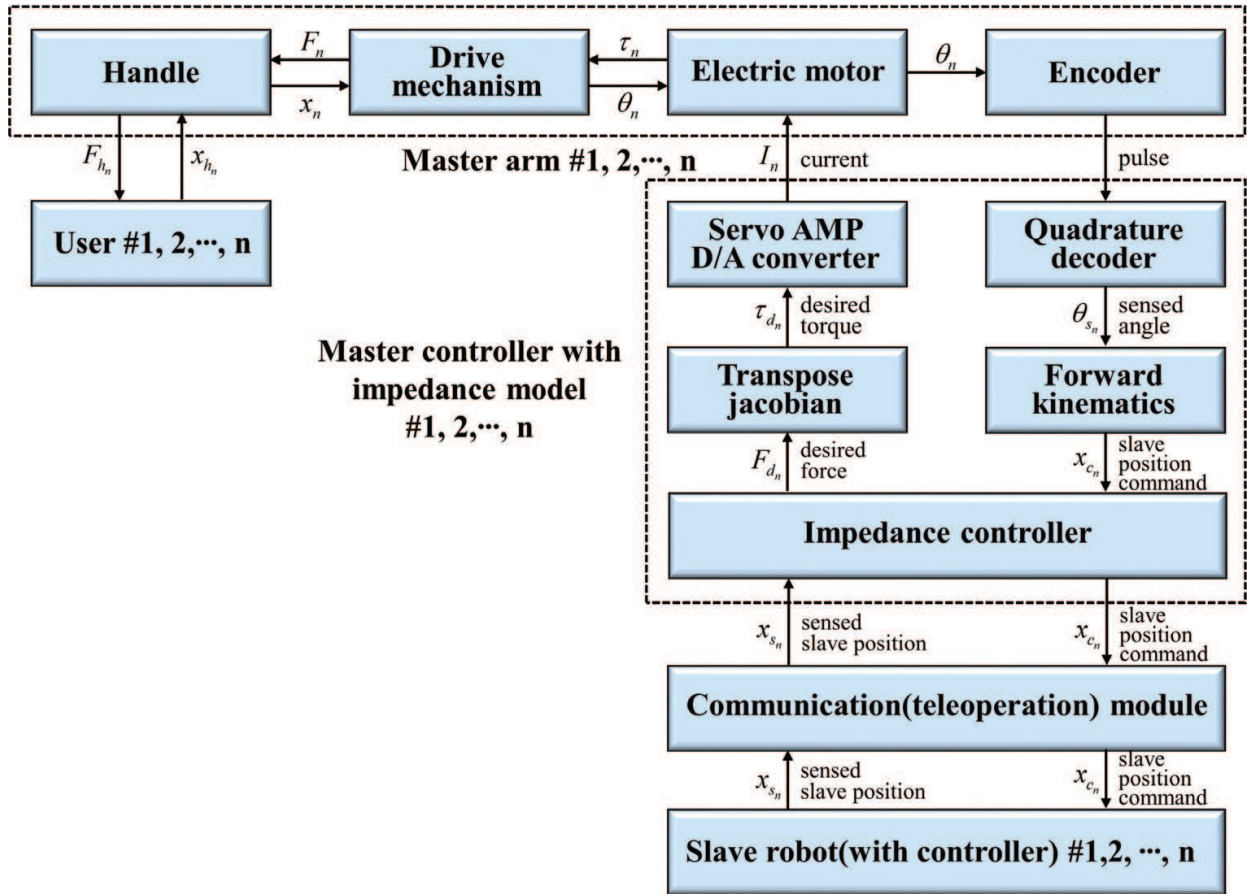 Handle
F_n
x_n
Drive
mechanism
τ_n
θ_n
Electric motor
θ_n
Encoder
F_{h_n}
x_{h_n}
Master arm #1, 2,···, n
I_n
current
pulse
User #1, 2,···, n
Servo AMP
D/A converter
Quadrature
decoder
τ_{d_n}
desired
torque
θ_{s_n}
sensed
angle
Master controller with
impedance model
#1, 2,···, n
Transpose
jacobian
Forward
kinematics
F_{d_n}
desired
force
x_{c_n}
slave
position
command
Impedance controller
x_{s_n}
sensed
slave position
x_{c_n}
slave
position
command
Communication(teleoperation) module
x_{s_n}
sensed
slave position
x_{c_n}
slave
position
command
Slave robot(with controller) #1,2, ···, n